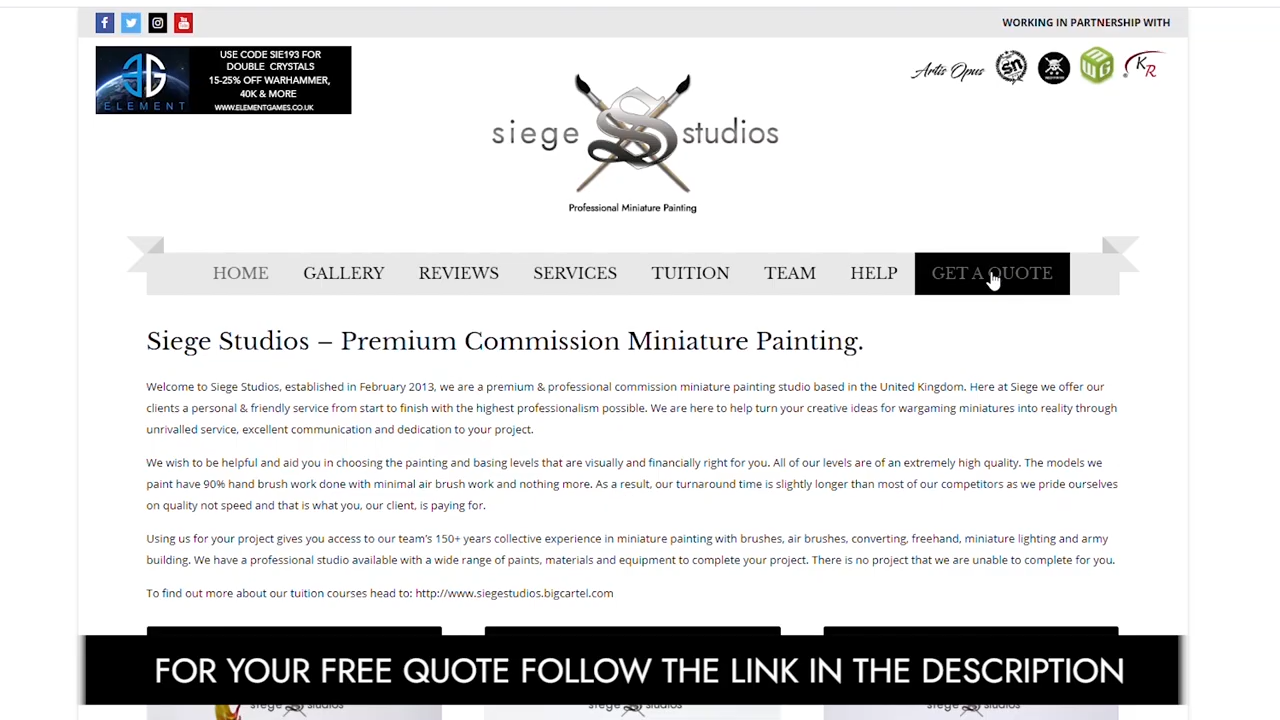 WORKING IN PARTNERSHIP WITH
USE CODE SIE193 FOR
DOUBLE CRYSTALS
15-25% OFF WARHAMMER,
40K & MORE
WWW.ELEMENTGAMES.CO.UK
ELEMENT
Artis Opus
KR
siege studios
Professional Miniature Painting
HOME GALLERY REVIEWS SERVICES TUITION TEAM HELP GET A QUOTE
Siege Studios – Premium Commission Miniature Painting.
Welcome to Siege Studios, established in February 2013, we are a premium & professional commission miniature painting studio based in the United Kingdom. Here at Siege we offer our
clients a personal & friendly service from start to finish with the highest professionalism possible. We are here to help turn your creative ideas for wargaming miniatures into reality through
unrivalled service, excellent communication and dedication to your project.
We wish to be helpful and aid you in choosing the painting and basing levels that are visually and financially right for you. All of our levels are of an extremely high quality. The models we
paint have 90% hand brush work done with minimal air brush work and nothing more. As a result, our turnaround time is slightly longer than most of our competitors as we pride ourselves
on quality not speed and that is what you, our client, is paying for.
Using us for your project gives you access to our team's 150+ years collective experience in miniature painting with brushes, air brushes, converting, freehand, miniature lighting and army
building. We have a professional studio available with a wide range of paints, materials and equipment to complete your project. There is no project that we are unable to complete for you.
To find out more about our tuition courses head to: http://www.siegestudios.bigcartel.com
FOR YOUR FREE QUOTE FOLLOW THE LINK IN THE DESCRIPTION